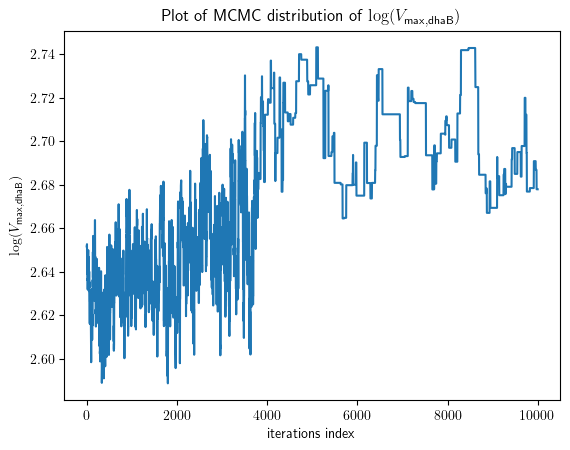 Plot of MCMC distribution of log(V_max,dhaB)
2.74
2.72
2.70
2.68
2.66
2.64
2.62
2.60
log(V_max,dhaB)
0 2000 4000 6000 8000 10000
iterations index